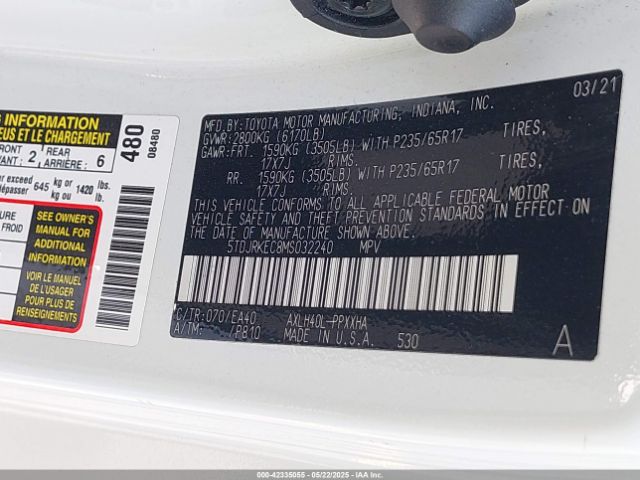 G INFORMATION
EUS ET LE CHARGEMENT
FRONT 2 REAR 6
VANT: ARRIÈRE:
er exceed 645 kg or 1420 lbs.
dépasser kg ou lb.
480
08480
URE
FROID
SEE OWNER'S
MANUAL FOR
ADDITIONAL
INFORMATION
VOIR LE MANUEL
DE L'USAGER
POUR PLUS DE
RENSEIGNEMENTS
03/21
MFD.BY:TOYOTA MOTOR MANUFACTURING, INDIANA, INC.
GVWR:2800KG (6170LB)
GAWR:FRT. 1590KG (3505LB) WITH P235/65R17 TIRES,
17X7J RIMS.
RR. 1590KG (3505LB) WITH P235/65R17 TIRES,
17X7J RIMS.
THIS VEHICLE CONFORMS TO ALL APPLICABLE FEDERAL MOTOR
VEHICLE SAFETY AND THEFT PREVENTION STANDARDS IN EFFECT ON
THE DATE OF MANUFACTURE SHOWN ABOVE.
5TDJRKEC8MS032240 MPV
C/TR:070/EA40 AXLH40L-PPXXHA
A/TM: /P810 MADE IN U.S.A. 530
A
000-42335055 - 05/22/2025 - IAA